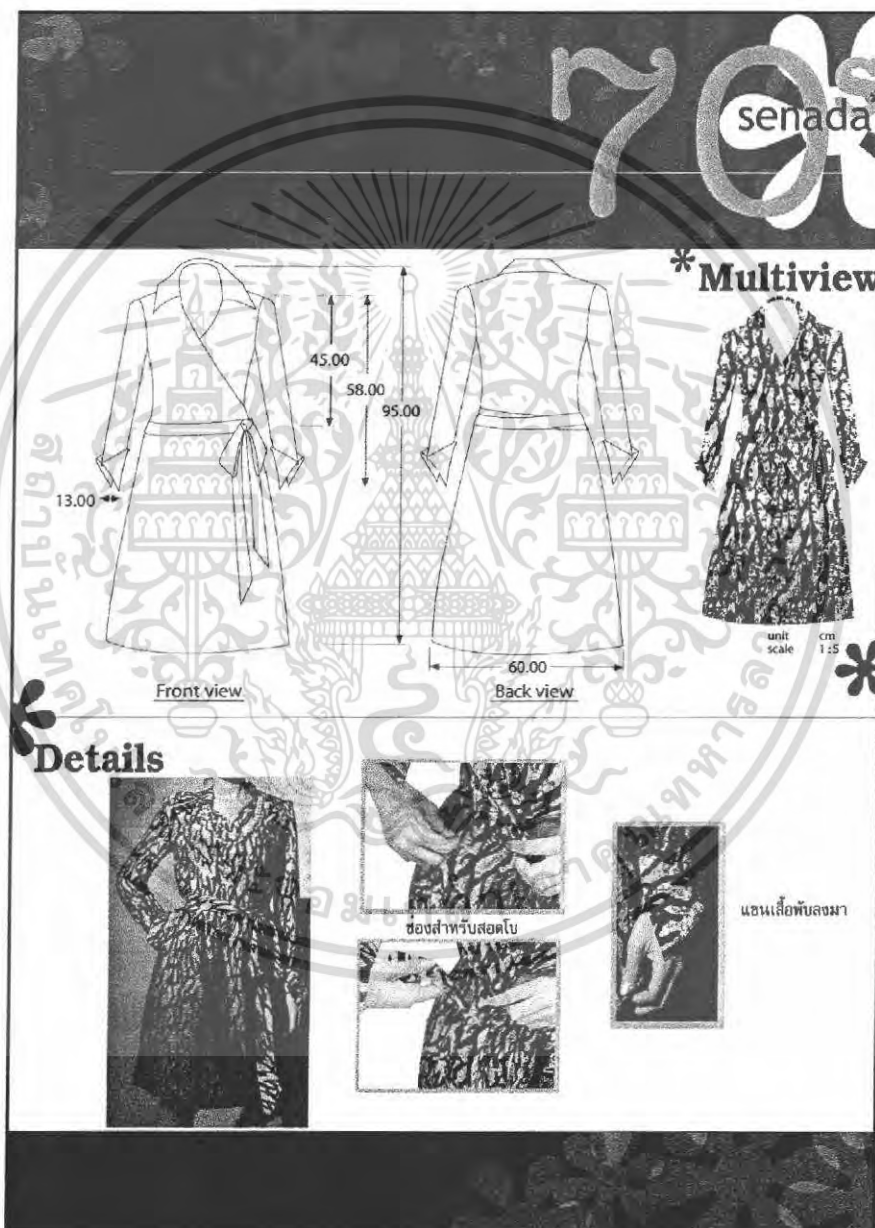 70s
senada
*Multiview
45.00
58.00
95.00
13.00
60.00
unit cm
scale 1:5
Front view
Back view
Details
ช่องสำหรับสอดโบ
แขนเสื้อพับลงมา